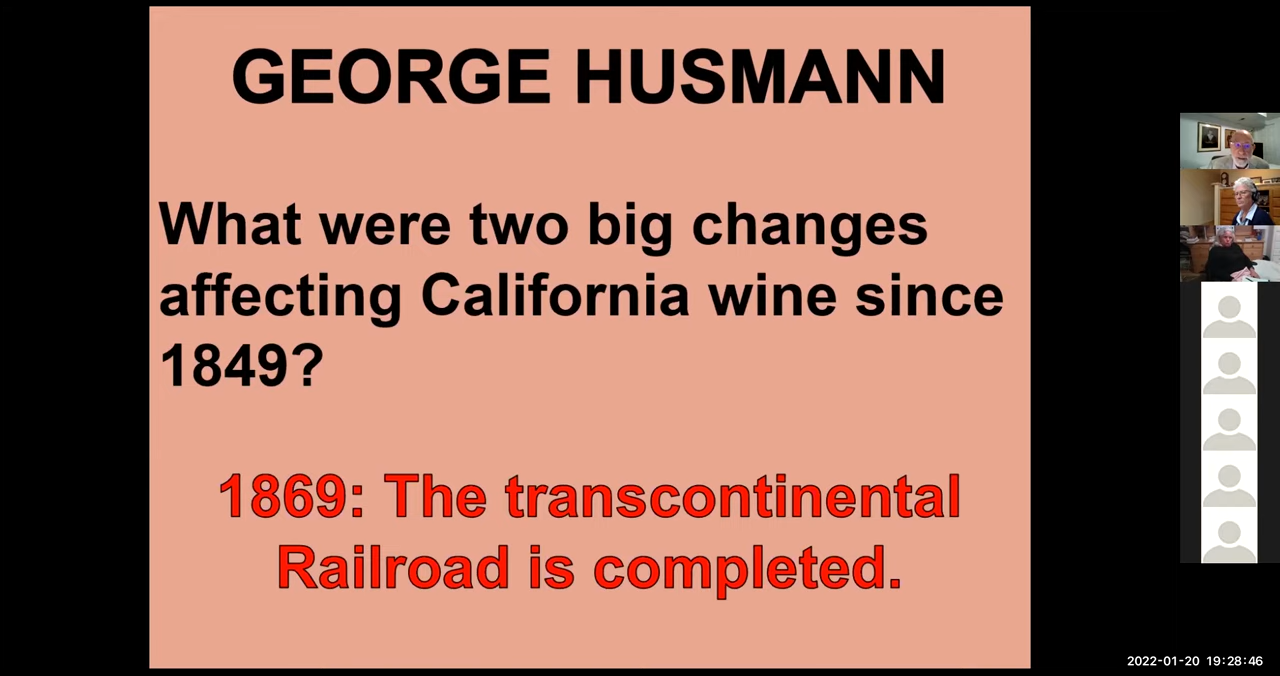 GEORGE HUSMANN
What were two big changes
affecting California wine since
1849?
1869: The transcontinental
Railroad is completed.
2022-01-20 19:28:46